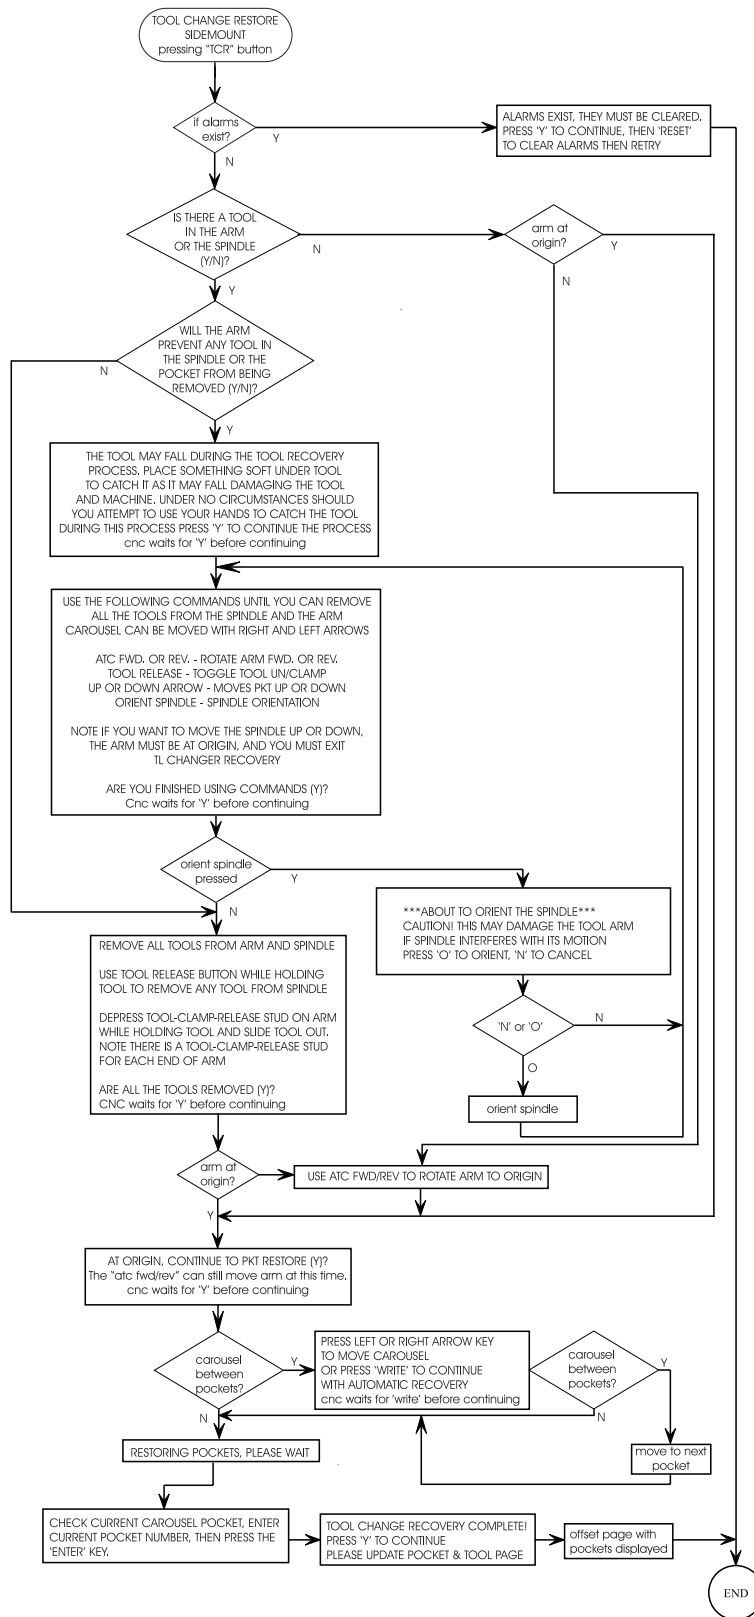 TOOL CHANGE RESTORE
SIDEMOUNT
pressing “TCR” button
if alarms
exist?
Y
N
ALARMS EXIST, THEY MUST BE CLEARED.
PRESS ‘Y’ TO CONTINUE, THEN ‘RESET’
TO CLEAR ALARMS THEN RETRY
IS THERE A TOOL
IN THE ARM
OR THE SPINDLE
(Y/N)?
N
Y
arm at
origin?
Y
N
WILL THE ARM
PREVENT ANY TOOL IN
THE SPINDLE OR THE
POCKET FROM BEING
REMOVED (Y/N)?
N
Y
THE TOOL MAY FALL DURING THE TOOL RECOVERY
PROCESS. PLACE SOMETHING SOFT UNDER TOOL
TO CATCH IT AS IT MAY FALL DAMAGING THE TOOL
AND MACHINE. UNDER NO CIRCUMSTANCES SHOULD
YOU ATTEMPT TO USE YOUR HANDS TO CATCH THE TOOL
DURING THIS PROCESS PRESS ‘Y’ TO CONTINUE THE PROCESS
cnc waits for ‘Y’ before continuing
USE THE FOLLOWING COMMANDS UNTIL YOU CAN REMOVE
ALL THE TOOLS FROM THE SPINDLE AND THE ARM
CAROUSEL CAN BE MOVED WITH RIGHT AND LEFT ARROWS
ATC FWD. OR REV. - ROTATE ARM FWD. OR REV.
TOOL RELEASE - TOGGLE TOOL UN/CLAMP
UP OR DOWN ARROW - MOVES PKT UP OR DOWN
ORIENT SPINDLE - SPINDLE ORIENTATION
NOTE IF YOU WANT TO MOVE THE SPINDLE UP OR DOWN,
THE ARM MUST BE AT ORIGIN, AND YOU MUST EXIT
TL CHANGER RECOVERY
ARE YOU FINISHED USING COMMANDS (Y)?
Cnc waits for ‘Y’ before continuing
orient spindle
pressed
Y
N
***ABOUT TO ORIENT THE SPINDLE***
CAUTION! THIS MAY DAMAGE THE TOOL ARM
IF SPINDLE INTERFERES WITH ITS MOTION
PRESS ‘O’ TO ORIENT, ‘N’ TO CANCEL
‘N’ or ‘O’
N
O
orient spindle
REMOVE ALL TOOLS FROM ARM AND SPINDLE
USE TOOL RELEASE BUTTON WHILE HOLDING
TOOL TO REMOVE ANY TOOL FROM SPINDLE
DEPRESS TOOL-CLAMP-RELEASE STUD ON ARM
WHILE HOLDING TOOL AND SLIDE TOOL OUT.
NOTE THERE IS A TOOL-CLAMP-RELEASE STUD
FOR EACH END OF ARM
ARE ALL THE TOOLS REMOVED (Y)?
CNC waits for ‘Y’ before continuing
arm at
origin?
Y
USE ATC FWD/REV TO ROTATE ARM TO ORIGIN
AT ORIGIN, CONTINUE TO PKT RESTORE (Y)?
The “atc fwd/rev” can still move arm at this time.
cnc waits for ‘Y’ before continuing
carousel
between
pockets?
Y
N
PRESS LEFT OR RIGHT ARROW KEY
TO MOVE CAROUSEL
OR PRESS ‘WRITE’ TO CONTINUE
WITH AUTOMATIC RECOVERY
cnc waits for ‘write’ before continuing
carousel
between
pockets?
Y
N
move to next
pocket
RESTORING POCKETS, PLEASE WAIT
CHECK CURRENT CAROUSEL POCKET, ENTER
CURRENT POCKET NUMBER, THEN PRESS THE
‘ENTER’ KEY.
TOOL CHANGE RECOVERY COMPLETE!
PRESS ‘Y’ TO CONTINUE
PLEASE UPDATE POCKET & TOOL PAGE
offset page with
pockets displayed
END